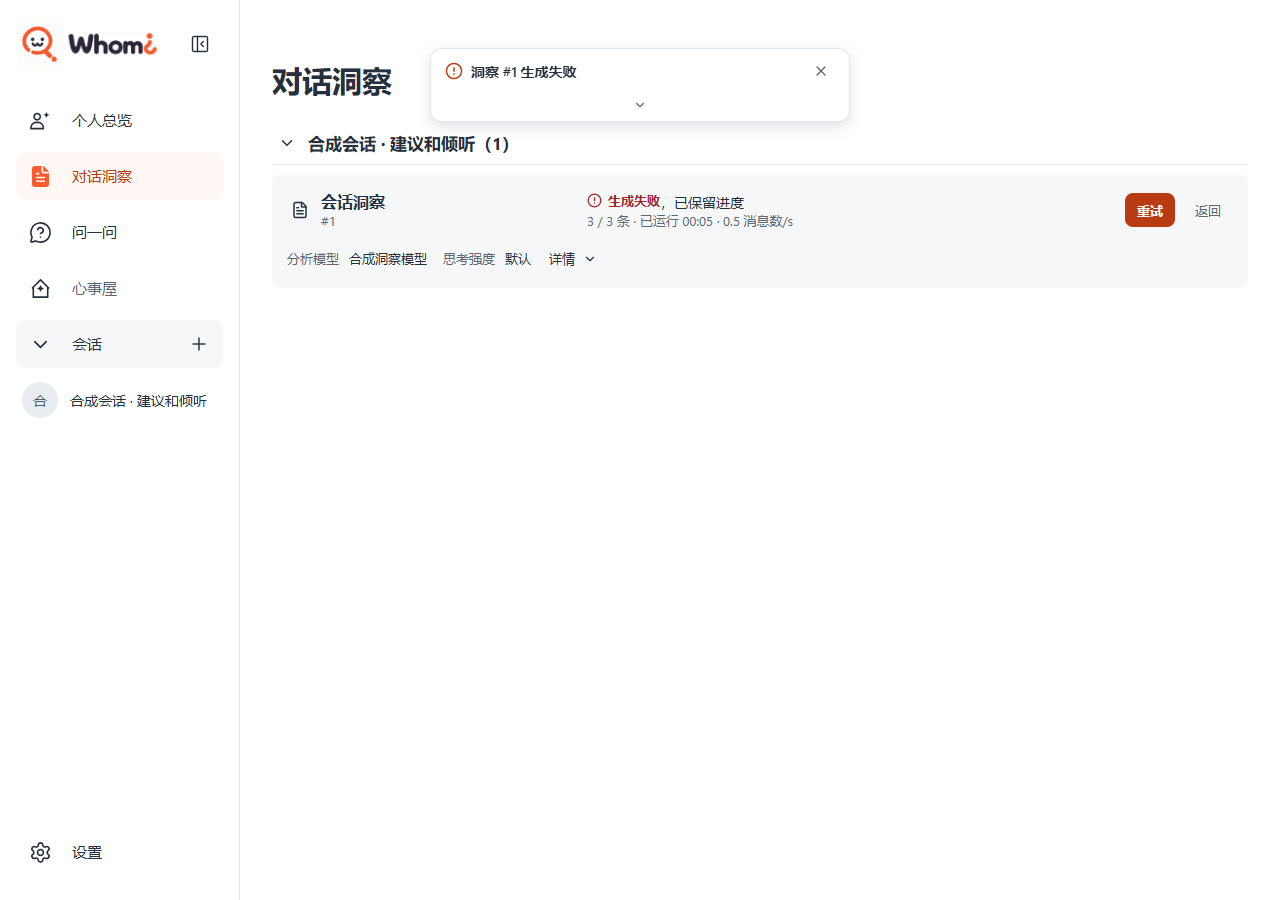 Whomi
个人总览
对话洞察
问一问
心事屋
会话
合
合成会话 · 建议和倾听
设置
对话洞察
洞察 #1 生成失败
合成会话 · 建议和倾听（1）
会话洞察
#1
生成失败，已保留进度
3 / 3 条 · 已运行 00:05 · 0.5 消息数/s
重试
返回
分析模型 合成洞察模型 思考强度 默认 详情